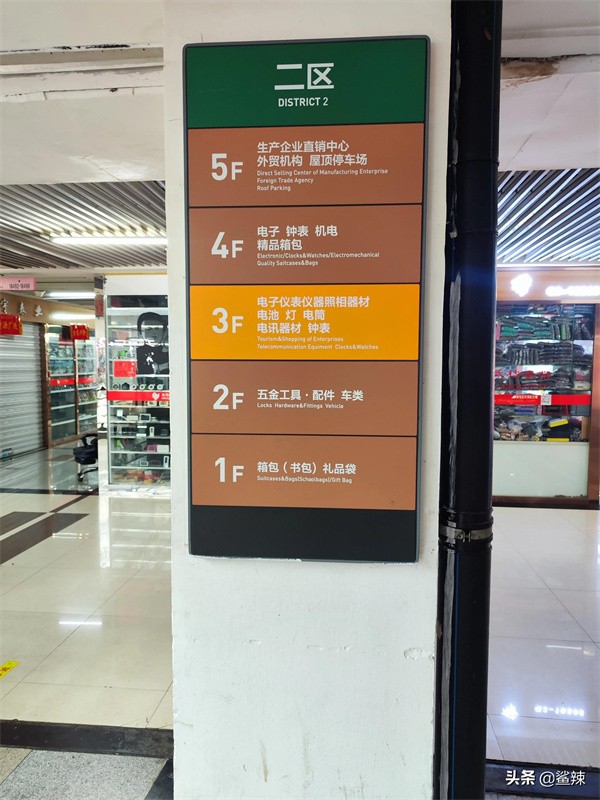 二区
DISTRICT 2
5F
生产企业直销中心
外贸机构 屋顶停车场
Direct Selling Center of Manufacturing Enterprise
Foreign Trade Agency
Roof Parking
4F
电子 钟表 机电
精品箱包
Electronic/Clocks&Watches/Electromechanical
Quality Suitcases&Bags
3F
电子仪表仪器照相器材
电池 灯 电筒
电讯器材 钟表
Tourism&Shopping of Enterprises
Telecommunication Equiment Clocks&Watches
2F
五金工具·配件 车类
Locks Hardware&Fittings Vehicle
1F
箱包（书包）礼品袋
Suitcases&Bags(Schoolbags)/Gift Bag
头条 @鲨辣